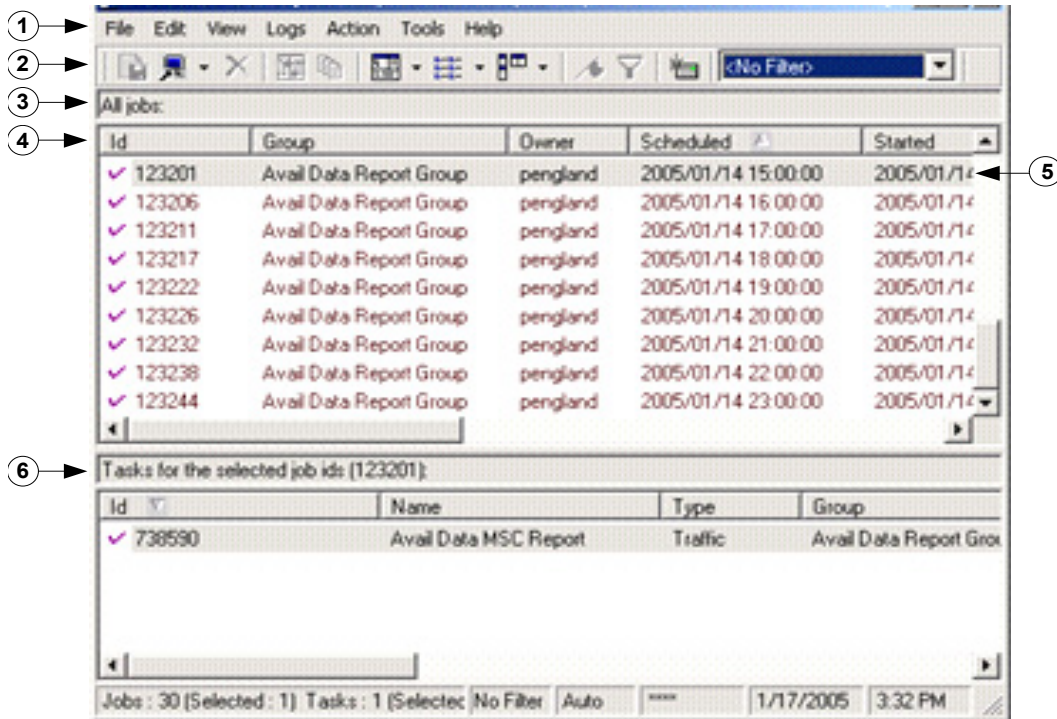 1 File Edit View Logs Action Tools Help
2 <No Filter>
3 All jobs:
4 Id Group Owner Scheduled Started
123201 Avail Data Report Group pengland 2005/01/14 15:00:00 2005/01/14 5
123206 Avail Data Report Group pengland 2005/01/14 16:00:00 2005/01/14
123211 Avail Data Report Group pengland 2005/01/14 17:00:00 2005/01/14
123217 Avail Data Report Group pengland 2005/01/14 18:00:00 2005/01/14
123222 Avail Data Report Group pengland 2005/01/14 19:00:00 2005/01/14
123226 Avail Data Report Group pengland 2005/01/14 20:00:00 2005/01/14
123232 Avail Data Report Group pengland 2005/01/14 21:00:00 2005/01/14
123238 Avail Data Report Group pengland 2005/01/14 22:00:00 2005/01/14
123244 Avail Data Report Group pengland 2005/01/14 23:00:00 2005/01/14
6 Tasks for the selected job ids (123201):
Id Name Type Group
738590 Avail Data MSC Report Traffic Avail Data Report Grou
Jobs : 30 (Selected : 1) Tasks : 1 (Selectec No Filter Auto **** 1/17/2005 3:32 PM